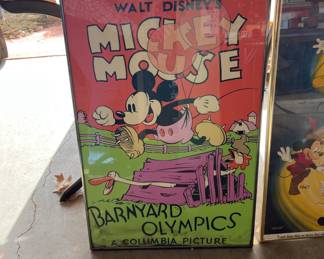 WALT DISNEY'S
MICKEY
MOUSE
BARNYARD
OLYMPICS
A COLUMBIA PICTURE